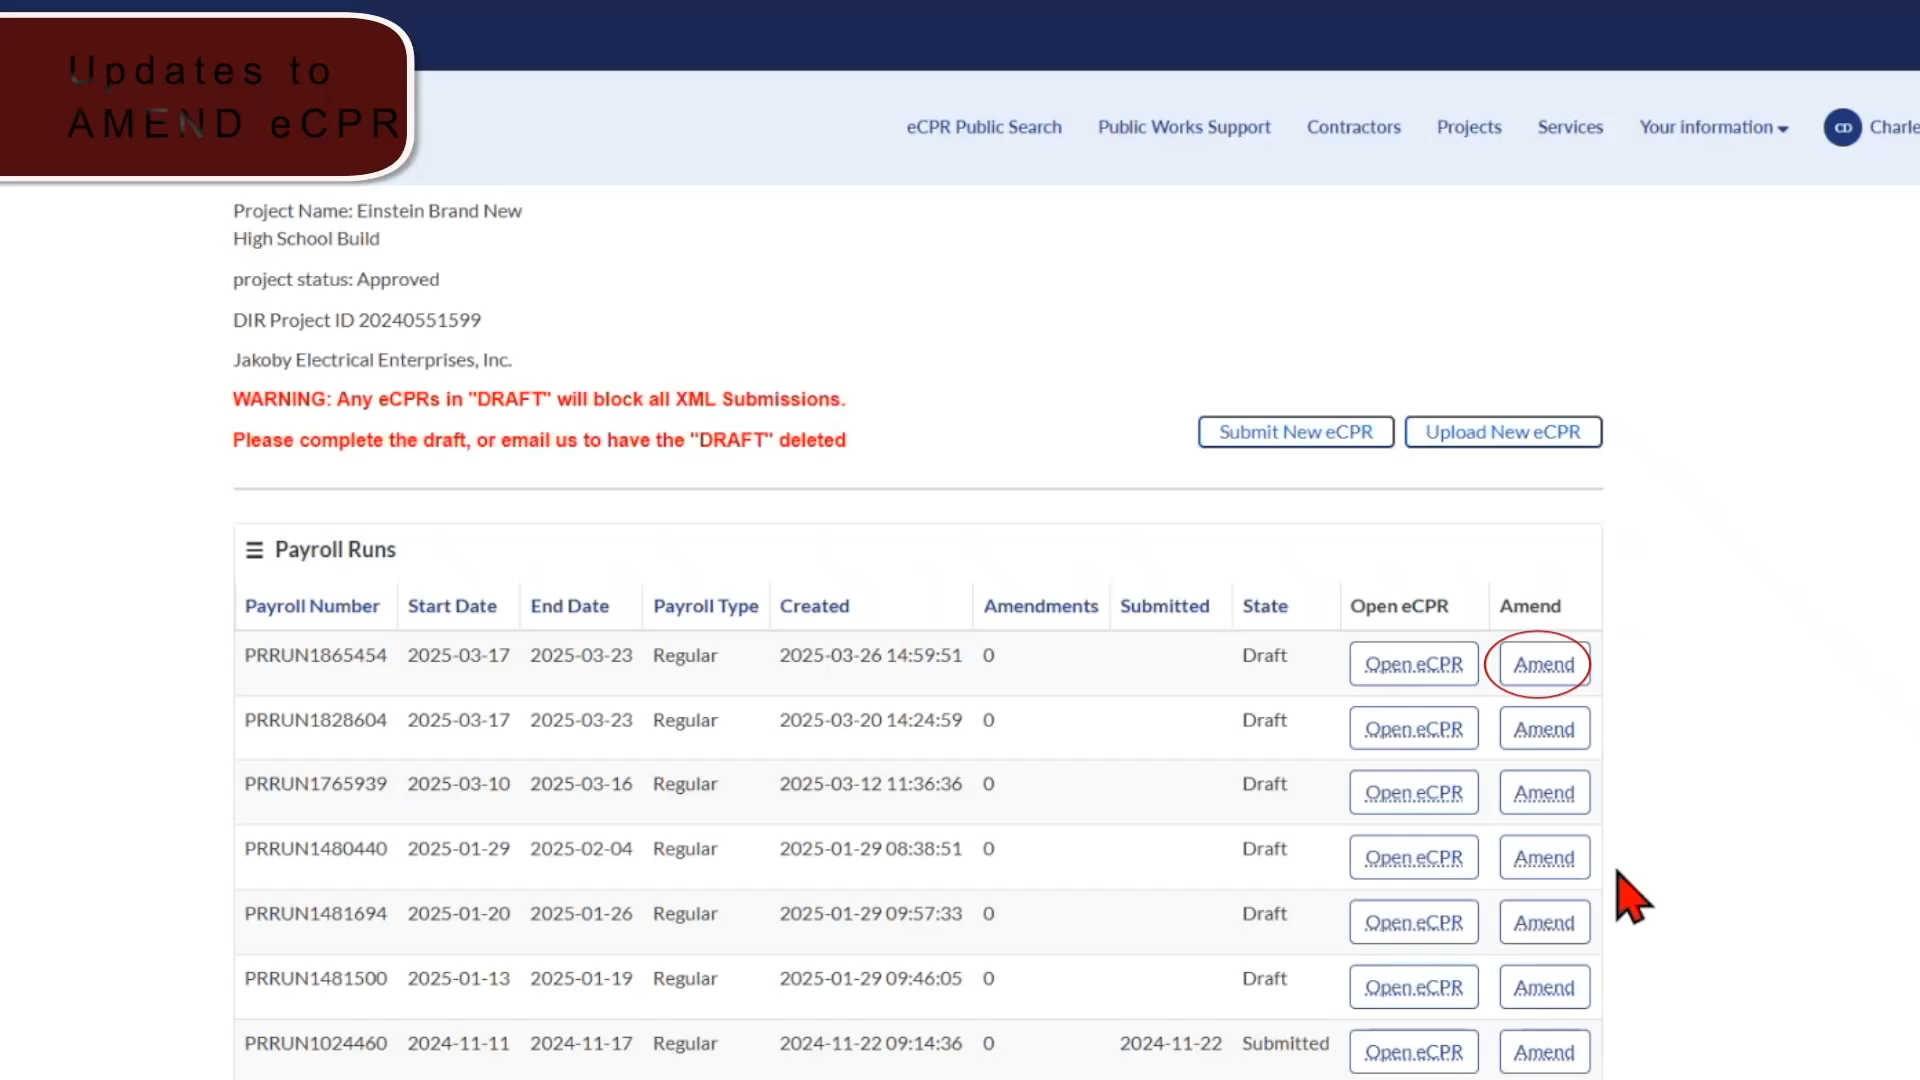 Updates to
AMEND eCPR
eCPR Public Search Public Works Support Contractors Projects Services Your information CD Charle
Project Name: Einstein Brand New
High School Build
project status: Approved
DIR Project ID 20240551599
Jakoby Electrical Enterprises, Inc.
WARNING: Any eCPRs in "DRAFT" will block all XML Submissions.
Please complete the draft, or email us to have the "DRAFT" deleted
Submit New eCPR Upload New eCPR
Payroll Runs
Payroll Number Start Date End Date Payroll Type Created Amendments Submitted State Open eCPR Amend
PRRUN1865454 2025-03-17 2025-03-23 Regular 2025-03-26 14:59:51 0 Draft Open eCPR Amend
PRRUN1828604 2025-03-17 2025-03-23 Regular 2025-03-20 14:24:59 0 Draft Open eCPR Amend
PRRUN1765939 2025-03-10 2025-03-16 Regular 2025-03-12 11:36:36 0 Draft Open eCPR Amend
PRRUN1480440 2025-01-29 2025-02-04 Regular 2025-01-29 08:38:51 0 Draft Open eCPR Amend
PRRUN1481694 2025-01-20 2025-01-26 Regular 2025-01-29 09:57:33 0 Draft Open eCPR Amend
PRRUN1481500 2025-01-13 2025-01-19 Regular 2025-01-29 09:46:05 0 Draft Open eCPR Amend
PRRUN1024460 2024-11-11 2024-11-17 Regular 2024-11-22 09:14:36 0 2024-11-22 Submitted Open eCPR Amend